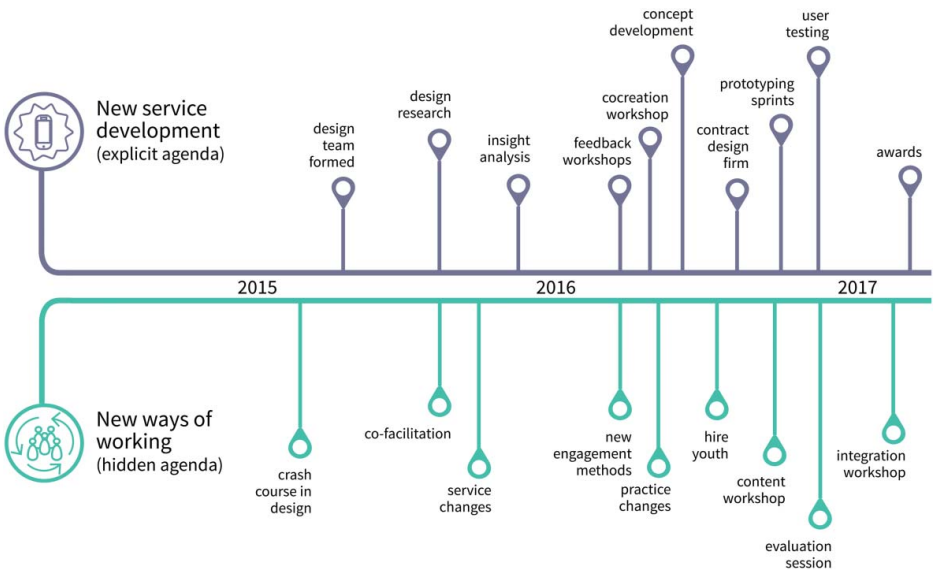 New service
development
(explicit agenda)
design
team
formed
design
research
insight
analysis
feedback
workshops
cocreation
workshop
concept
development
contract
design
firm
prototyping
sprints
user
testing
awards
2015
2016
2017
New ways of
working
(hidden agenda)
crash
course in
design
co-facilitation
service
changes
new
engagement
methods
practice
changes
hire
youth
content
workshop
evaluation
session
integration
workshop